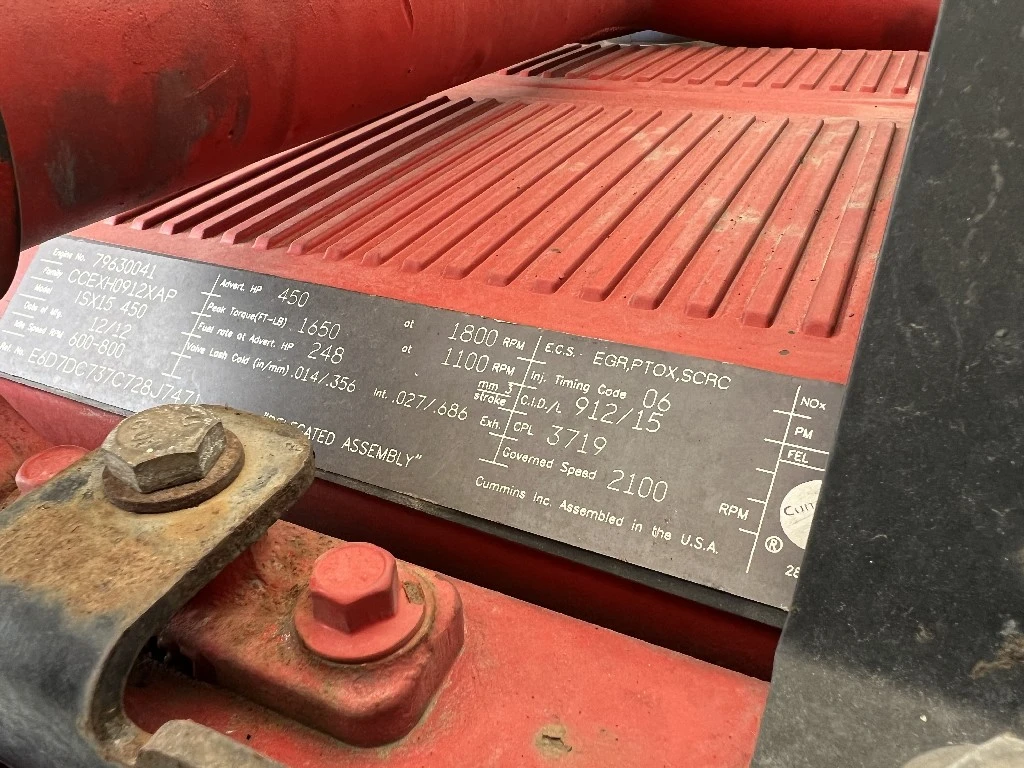 Engine No. 79630041
Family CCEXH0912XAP
Model ISX15 450
Date of Mfg. 12/12
Idle Speed RPM 600-800
Ref. No. E6D7DC737C728J747
Advert. HP 450
Peak Torque(FT-LB) 1650 at 1800 RPM
Fuel rate at Advert. HP 248 at 1100 RPM
mm 3
stroke
Valve Lash Cold (in/mm) .014/.356 Int. .027/.686 Exh.
ASSEMBLY"
E.C.S. EGR,PTOX,SCRC
Inj. Timing Code 06
C.I.D./L 912/15
CPL 3719
Governed Speed 2100 RPM
Cummins Inc. Assembled in the U.S.A.
NOx
PM
FEL
®